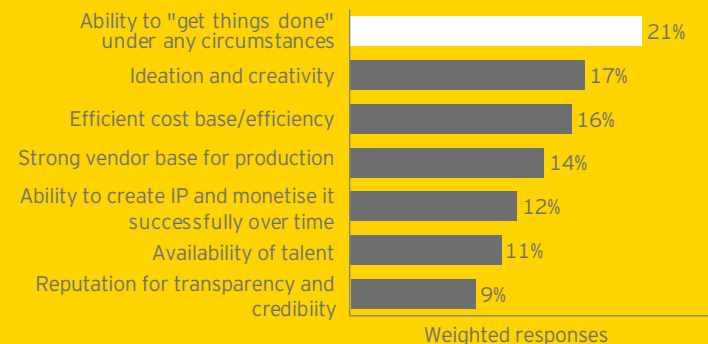 Ability to "get things done"
under any circumstances
21%
Ideation and creativity
17%
Efficient cost base/efficiency
16%
Strong vendor base for production
14%
Ability to create IP and monetise it
successfully over time
12%
Availability of talent
11%
Reputation for transparency and
credibiity
9%
Weighted responses